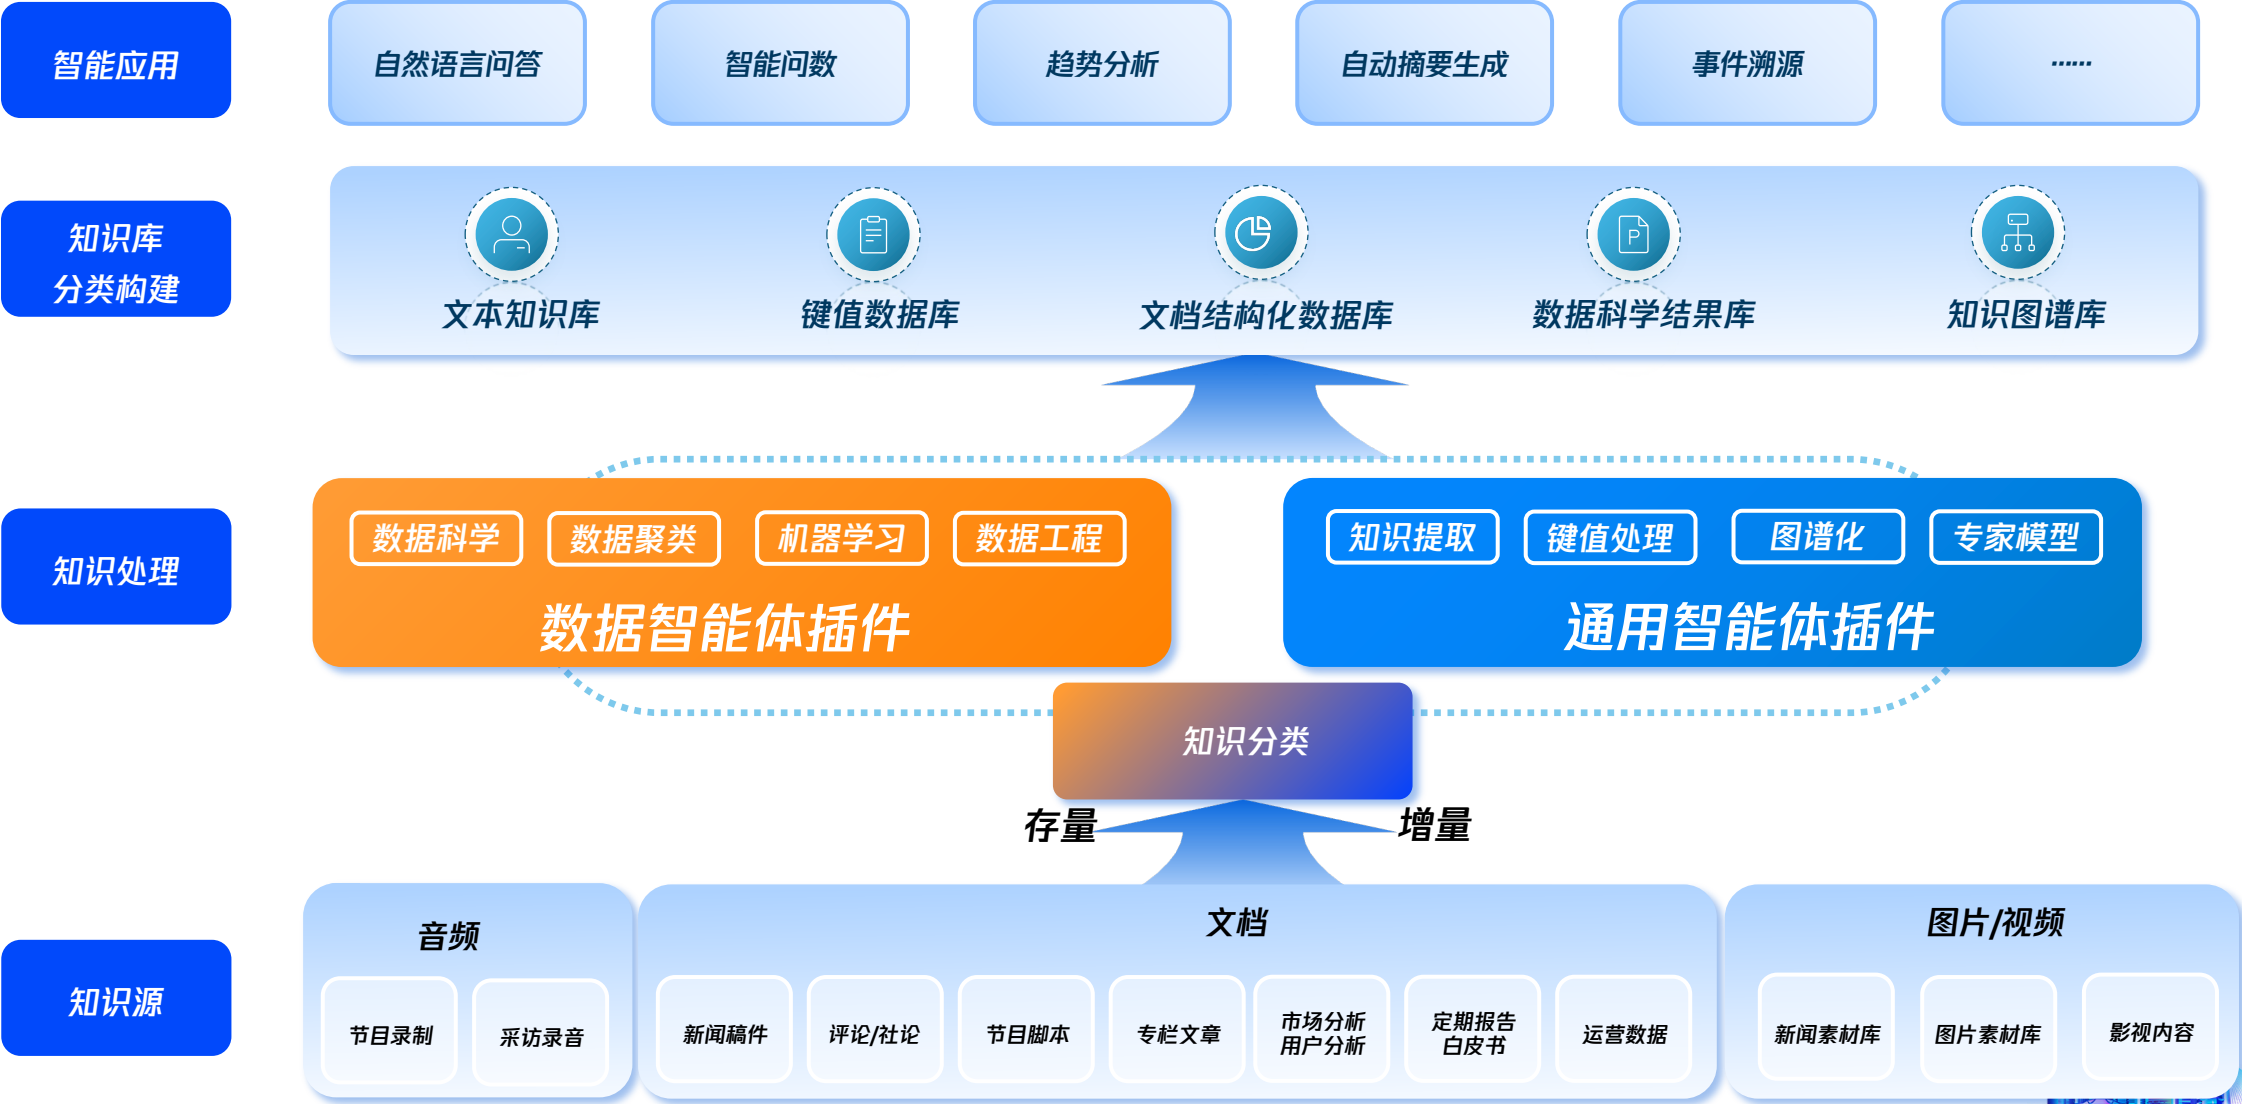 智能应用
自然语言问答
智能问数
趋势分析
自动摘要生成
事件溯源
……
知识库
分类构建
文本知识库
键值数据库
文档结构化数据库
数据科学结果库
知识图谱库
知识处理
数据科学
数据聚类
机器学习
数据工程
数据智能体插件
知识提取
键值处理
图谱化
专家模型
通用智能体插件
知识分类
存量
增量
知识源
音频
节目录制
采访录音
文档
新闻稿件
评论/社论
节目脚本
专栏文章
市场分析
用户分析
定期报告
白皮书
运营数据
图片/视频
新闻素材库
图片素材库
影视内容